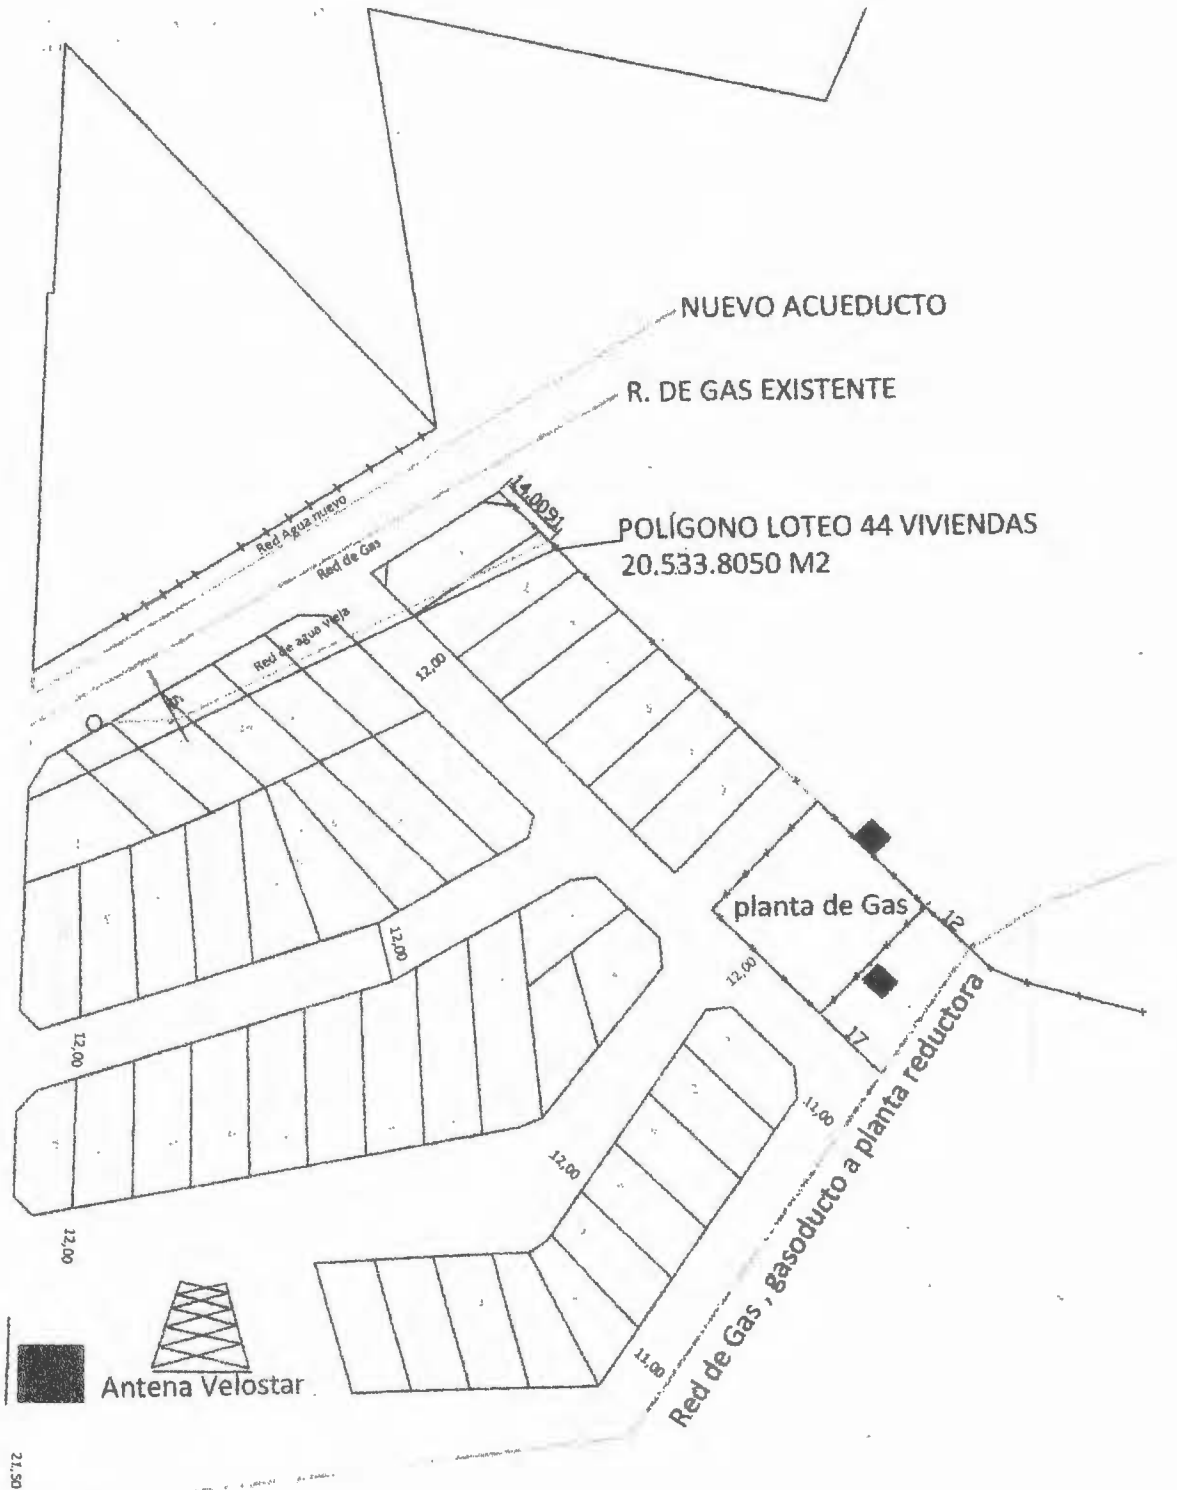 NUEVO ACUEDUCTO
R. DE GAS EXISTENTE
14,0091
POLÍGONO LOTEO 44 VIVIENDAS
20.533.8050 M2
Red Agua nuevo
Red de Gas
Red de agua vieja
12,00
planta de Gas
12
12,00
12,00
17
12,00
11,00
12,00
12,00
11,00
Red de Gas , gasoducto a planta reductora
Antena Velostar
21,50